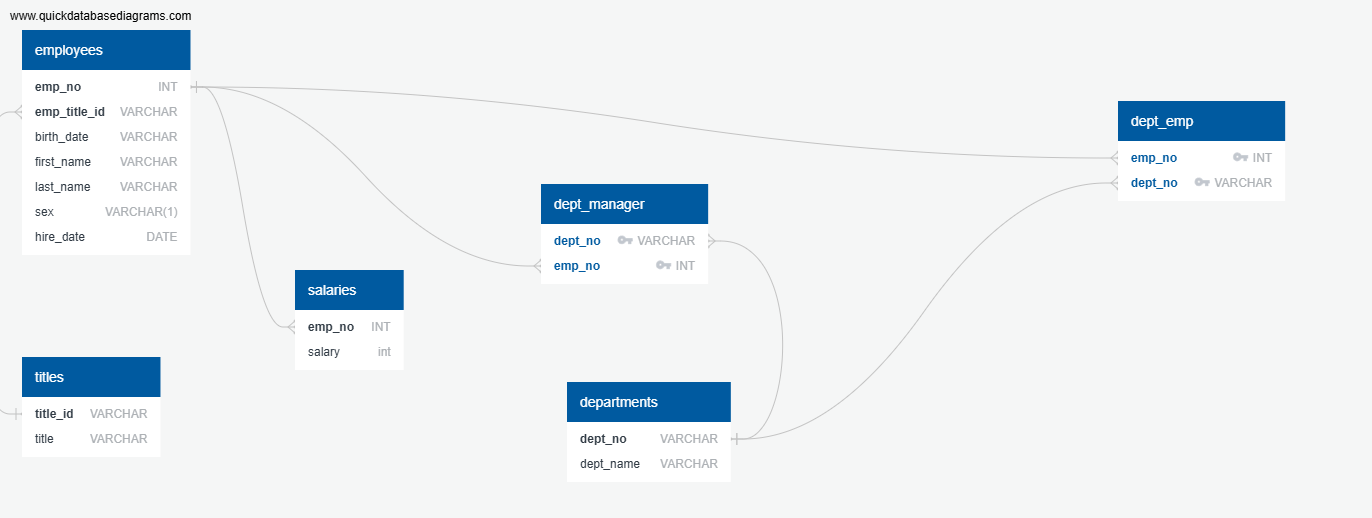 www.quickdatabasediagrams.com
employees
emp_no INT
emp_title_id VARCHAR
birth_date VARCHAR
first_name VARCHAR
last_name VARCHAR
sex VARCHAR(1)
hire_date DATE
dept_emp
emp_no INT
dept_no VARCHAR
dept_manager
dept_no VARCHAR
emp_no INT
salaries
emp_no INT
salary int
titles
title_id VARCHAR
title VARCHAR
departments
dept_no VARCHAR
dept_name VARCHAR